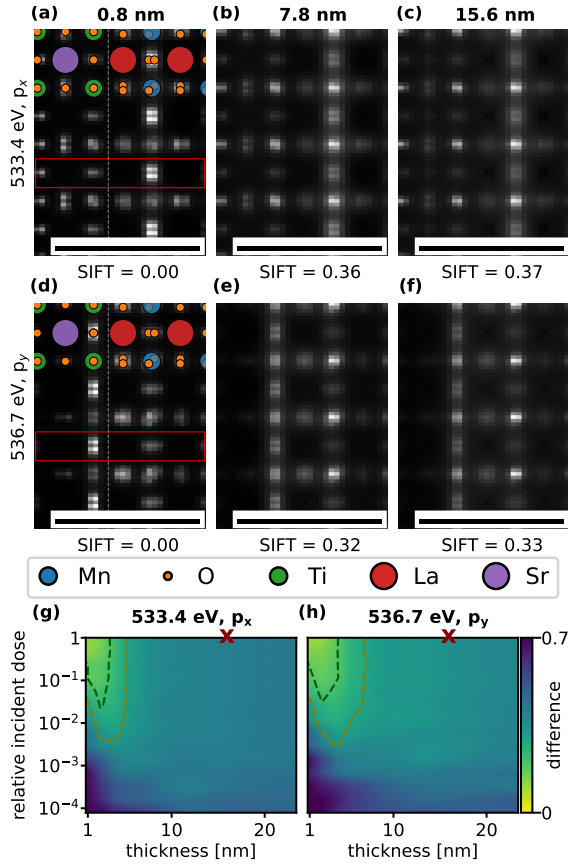 (a) 0.8 nm (b) 7.8 nm (c) 15.6 nm
533.4 eV, pₓ
SIFT = 0.00 SIFT = 0.36 SIFT = 0.37
(d) (e) (f)
536.7 eV, pᵧ
SIFT = 0.00 SIFT = 0.32 SIFT = 0.33
Mn O Ti La Sr
(g) 533.4 eV, pₓ (h) 536.7 eV, pᵧ
relative incident dose
1
10⁻¹
10⁻²
10⁻³
10⁻⁴
1 10 20
thickness [nm]
X
1 10 20
thickness [nm]
X
0.7
0
difference